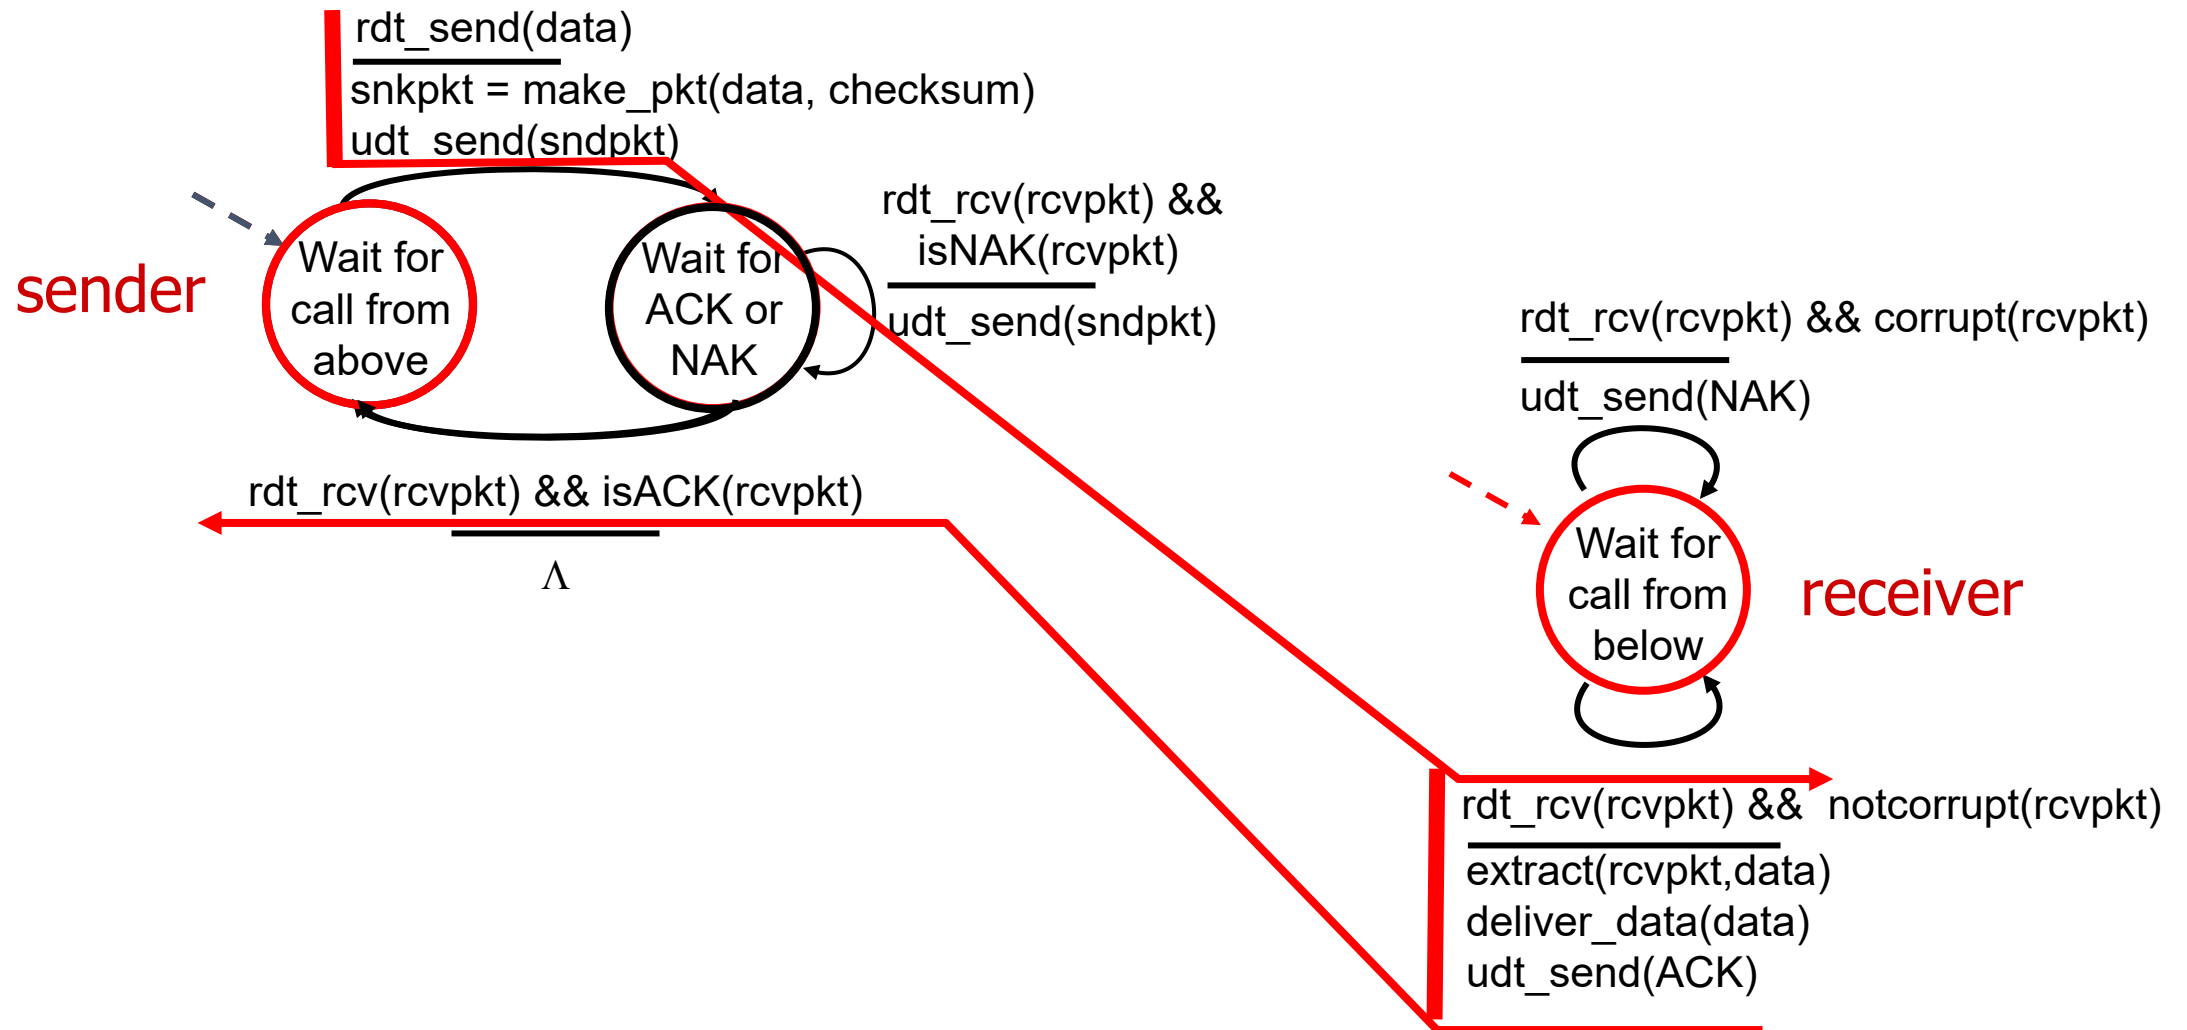 rdt_send(data)
snkpkt = make_pkt(data, checksum)
udt_send(sndpkt)
sender
Wait for
call from
above
Wait for
ACK or
NAK
rdt_rcv(rcvpkt) &&
isNAK(rcvpkt)
udt_send(sndpkt)
rdt_rcv(rcvpkt) && isACK(rcvpkt)
Λ
rdt_rcv(rcvpkt) && corrupt(rcvpkt)
udt_send(NAK)
Wait for
call from
below
receiver
rdt_rcv(rcvpkt) && notcorrupt(rcvpkt)
extract(rcvpkt,data)
deliver_data(data)
udt_send(ACK)